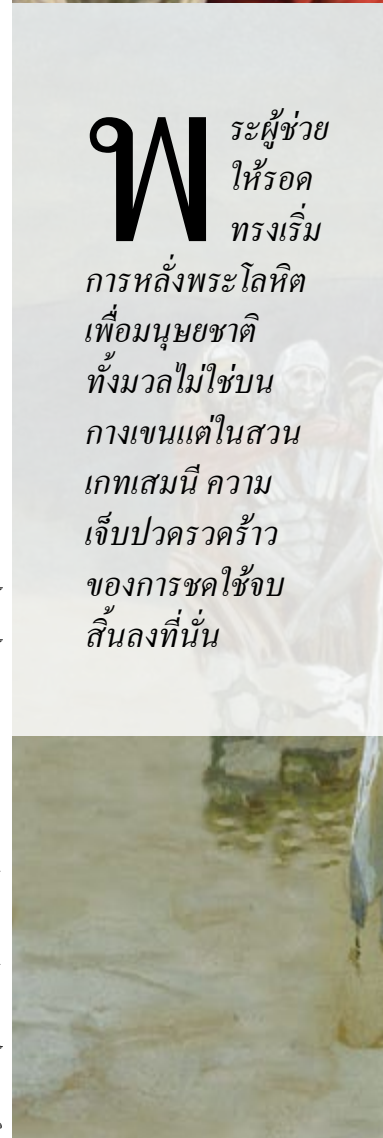 พระผู้ช่วย
ให้รอด
ทรงเริ่ม
การหลั่งพระโลหิต
เพื่อมนุษยชาติ
ทั้งมวลไม่ใช่บน
กางเขนแต่ในสวน
เกทเสมนี ความ
เจ็บปวดรวดร้าว
ของการชดใช้จบ
สิ้นลงที่นั่น